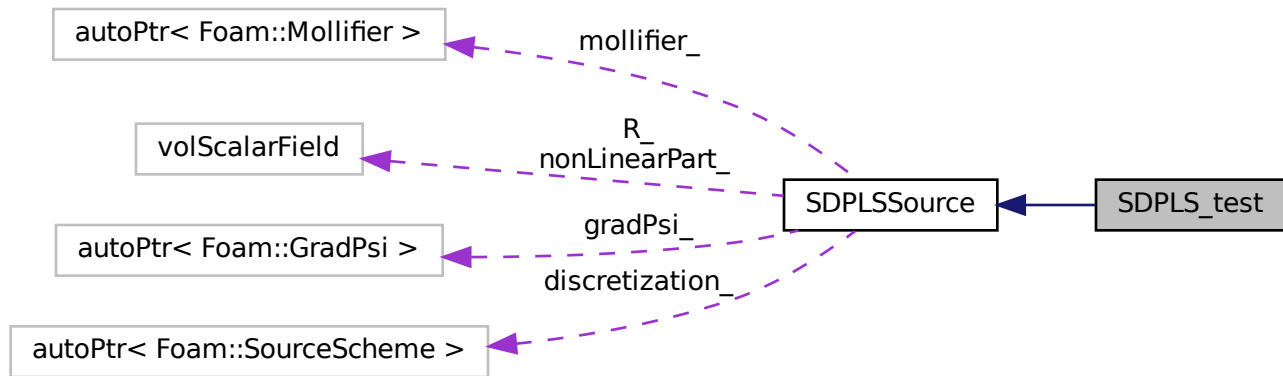 autoPtr< Foam::Mollifier >
mollifier_
volScalarField
R_
nonLinearPart_
SDPLSSource
SDPLS_test
autoPtr< Foam::GradPsi >
gradPsi_
discretization_
autoPtr< Foam::SourceScheme >